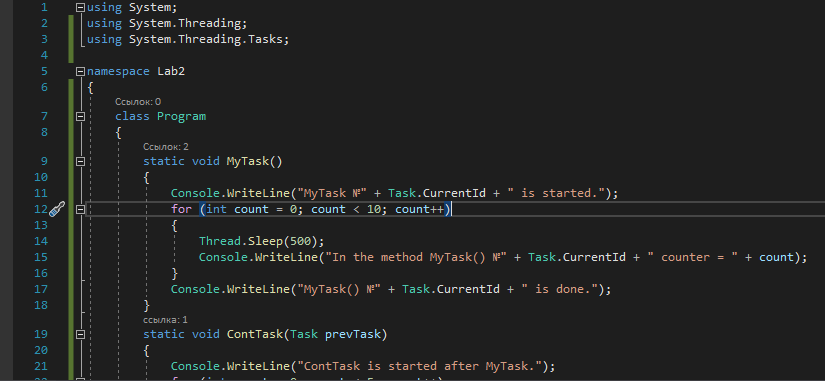 1 using System;
2 using System.Threading;
3 using System.Threading.Tasks;
4
5 namespace Lab2
6 {
Ссылок: 0
7 class Program
8 {
Ссылок: 2
9 static void MyTask()
10 {
11 Console.WriteLine("MyTask №" + Task.CurrentId + " is started.");
12 for (int count = 0; count < 10; count++)
13 {
14 Thread.Sleep(500);
15 Console.WriteLine("In the method MyTask() №" + Task.CurrentId + " counter = " + count);
16 }
17 Console.WriteLine("MyTask() №" + Task.CurrentId + " is done.");
18 }
ссылка: 1
19 static void ContTask(Task prevTask)
20 {
21 Console.WriteLine("ContTask is started after MyTask.");